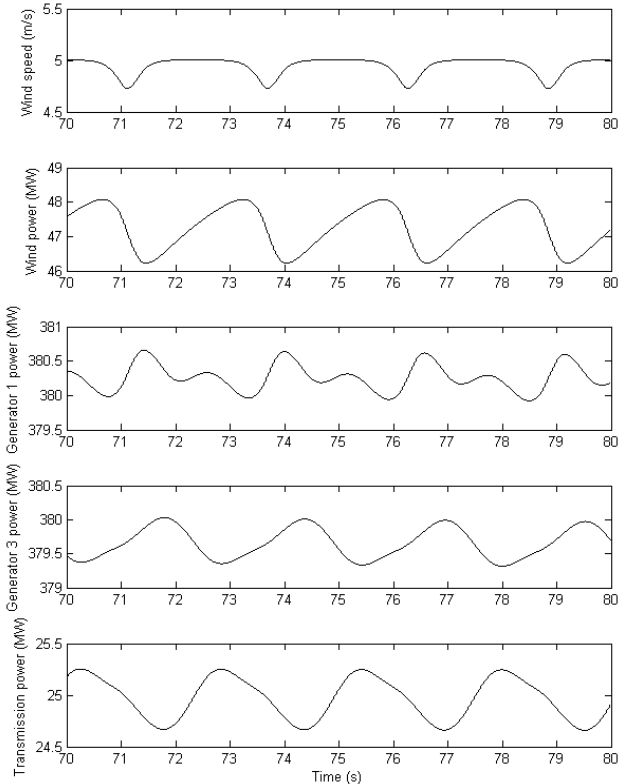 Wind speed (m/s)
5.5
5
4.5
70 71 72 73 74 75 76 77 78 79 80
Wind power (MW)
49
48
47
46
70 71 72 73 74 75 76 77 78 79 80
Generator 1 power (MW)
381
380.5
380
379.5
70 71 72 73 74 75 76 77 78 79 80
Generator 3 power (MW)
380.5
380
379.5
379
70 71 72 73 74 75 76 77 78 79 80
Transmission power (MW)
25.5
25
24.5
70 71 72 73 74 75 76 77 78 79 80
Time (s)